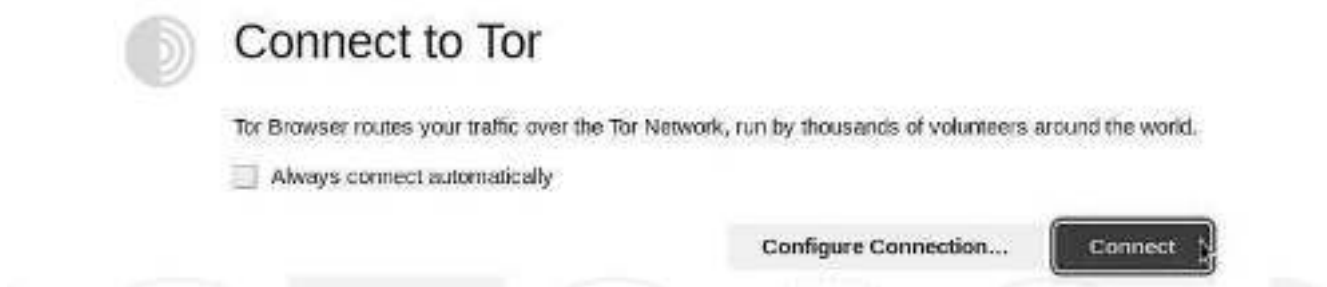 Connect to Tor
Tor Browser routes your traffic over the Tor Network, run by thousands of volunteers around the world.
Always connect automatically
Configure Connection...
Connect